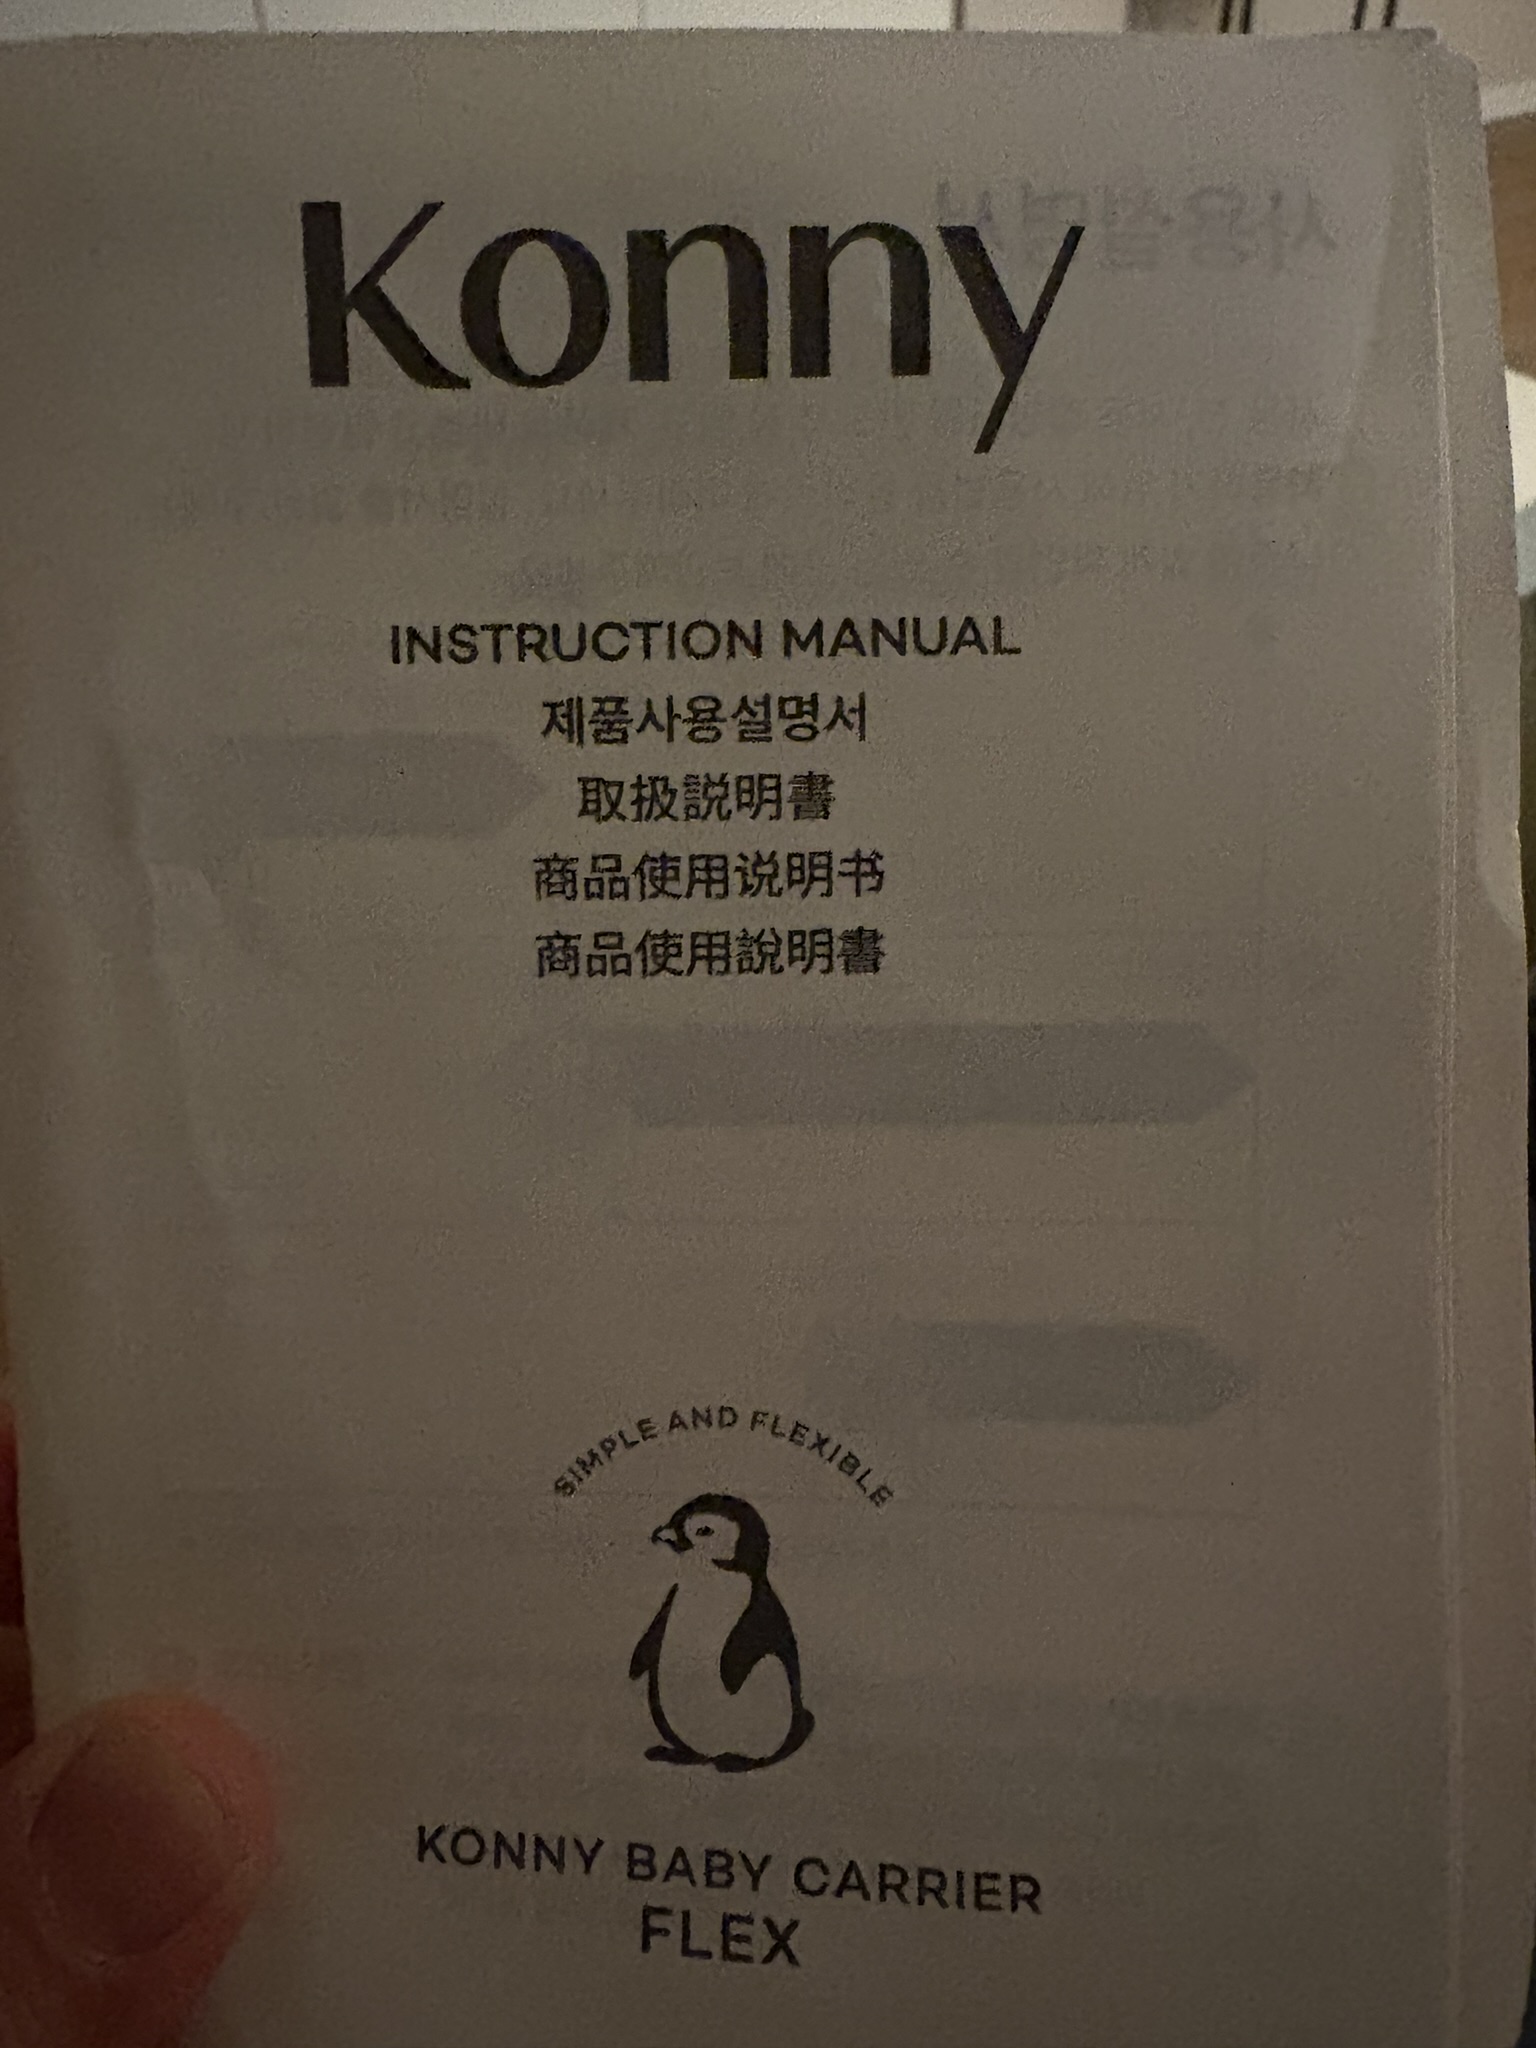 Konny
INSTRUCTION MANUAL
제품사용설명서
取扱説明書
商品使用说明书
商品使用說明書
SIMPLE AND FLEXIBLE
KONNY BABY CARRIER
FLEX